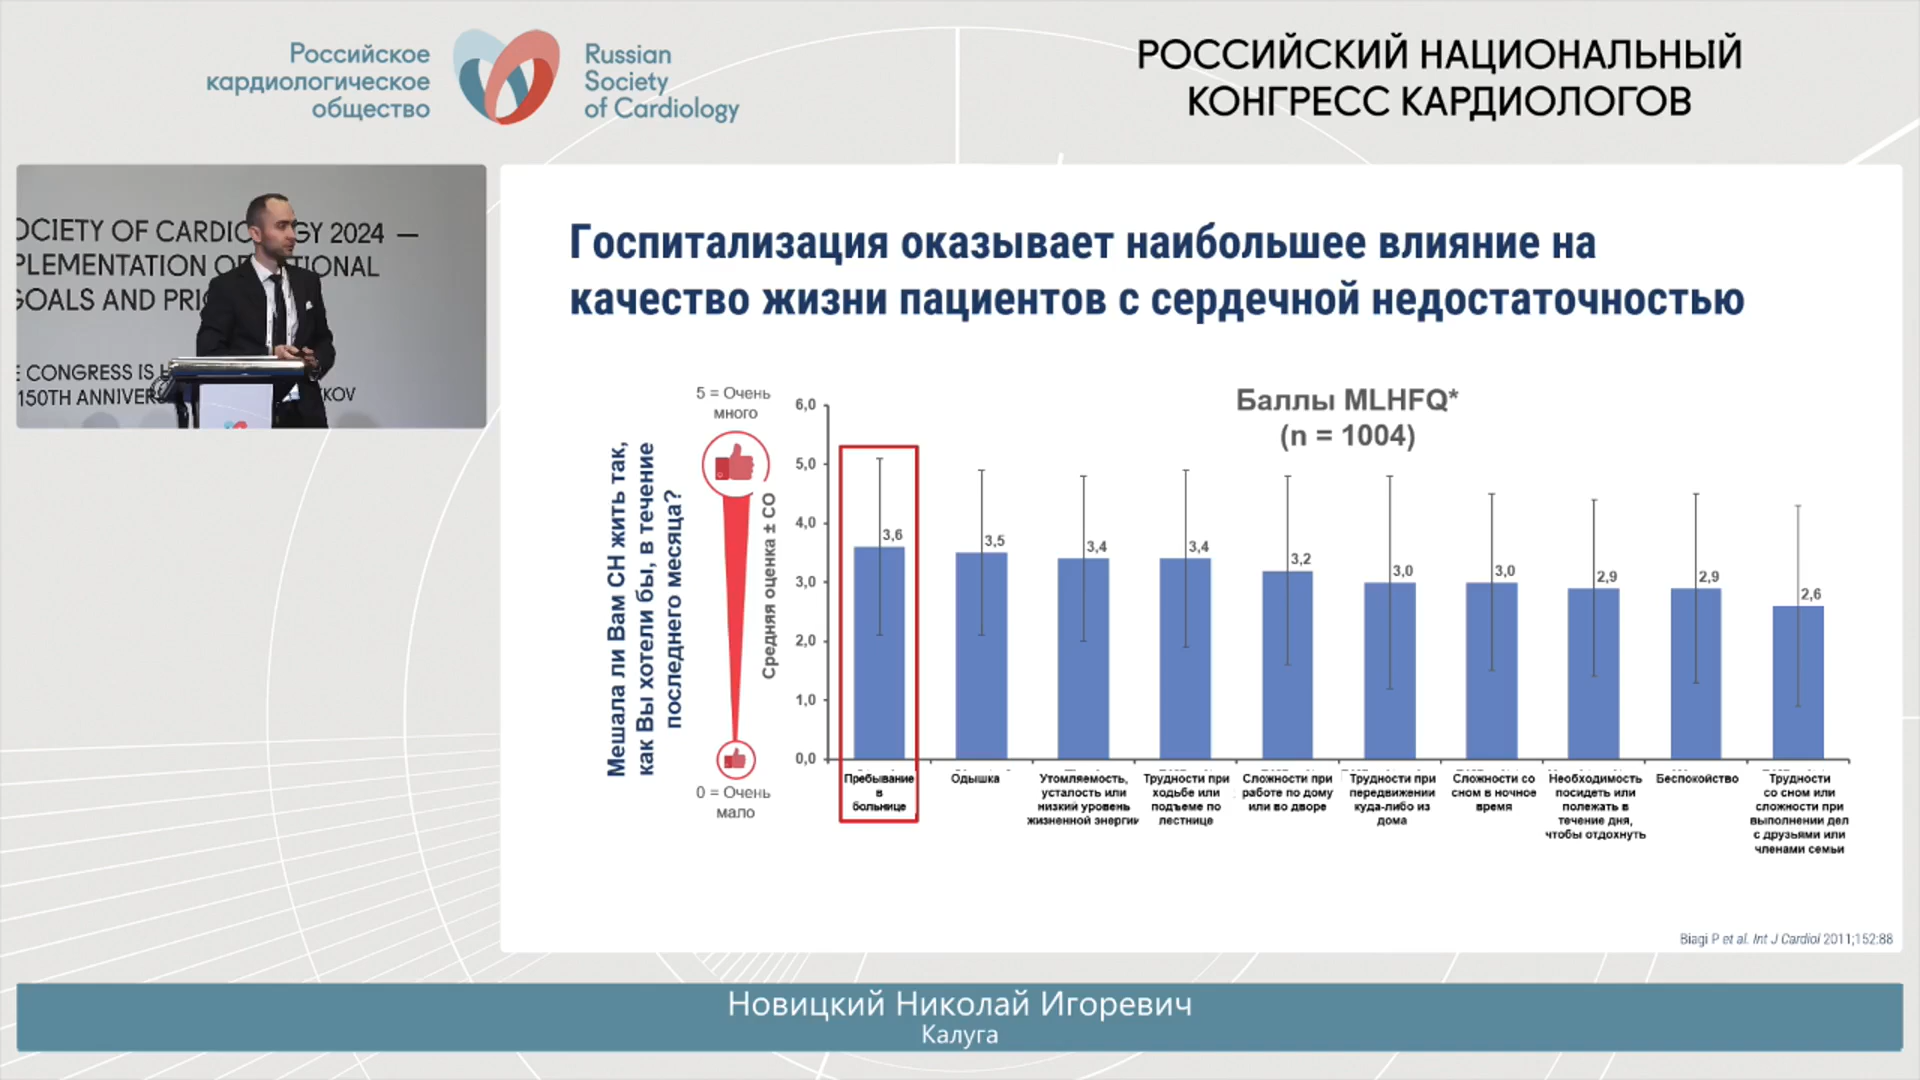 Российское
кардиологическое
общество
Russian
Society
of Cardiology
РОССИЙСКИЙ НАЦИОНАЛЬНЫЙ
КОНГРЕСС КАРДИОЛОГОВ
OCIETY OF CARDIO GY 2024 —
PLEMENTATION O TIONAL
GOALS AND PRI
CONGRESS IS
150TH ANNIVERS KOV
Госпитализация оказывает наибольшее влияние на
качество жизни пациентов с сердечной недостаточностью
Мешала ли Вам СН жить так,
как Вы хотели бы, в течение
последнего месяца?
5 = Очень
много
0 = Очень
мало
Средняя оценка ± СО
Баллы MLHFQ*
(n = 1004)
6,0
5,0
4,0
3,0
2,0
1,0
0,0
3,6
3,5
3,4
3,4
3,2
3,0
3,0
2,9
2,9
2,6
Пребывание
в
больнице
Одышка
Утомляемость,
усталость или
низкий уровень
жизненной энергии
Трудности при
ходьбе или
подъеме по
лестнице
Сложности при
работе по дому
или во дворе
Трудности при
передвижении
куда-либо из
дома
Сложности со
сном в ночное
время
Необходимость
посидеть или
полежать в
течение дня,
чтобы отдохнуть
Беспокойство
Трудности
со сном или
сложности при
выполнении дел
с друзьями или
членами семьи
Biagi P et al. Int J Cardiol 2011;152:88
Новицкий Николай Игоревич
Калуга